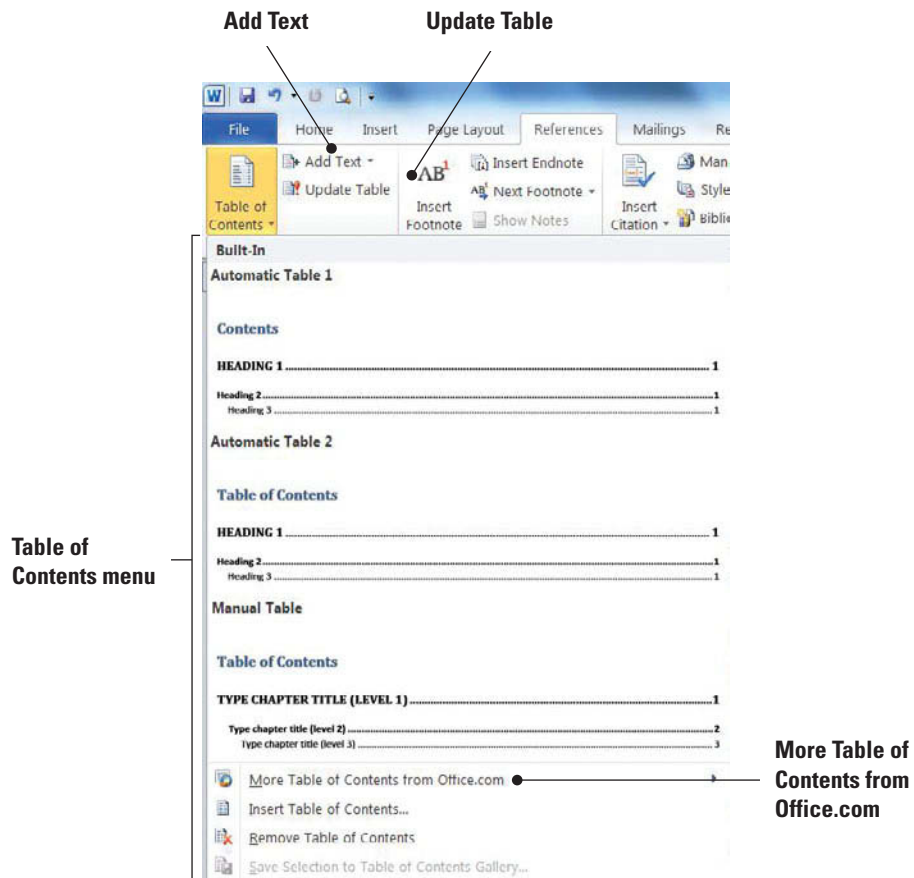 Add Text Update Table
W
File Home Insert Page Layout References Mailings Re
Add Text AB1 Insert Endnote Man
Update Table AB1 Next Footnote Style
Table of Contents Insert Footnote Show Notes Insert Citation Biblio
Built-In
Automatic Table 1
Contents
HEADING 1 ........ 1
Heading 2 ........ 1
Heading 3 ........ 1
Automatic Table 2
Table of Contents
HEADING 1 ........ 1
Heading 2 ........ 1
Heading 3 ........ 1
Table of
Contents menu
Manual Table
Table of Contents
TYPE CHAPTER TITLE (LEVEL 1) ........ 1
Type chapter title (level 2) ........ 2
Type chapter title (level 3) ........ 3
More Table of Contents from Office.com
Insert Table of Contents...
Remove Table of Contents
Save Selection to Table of Contents Gallery...
More Table of
Contents from
Office.com